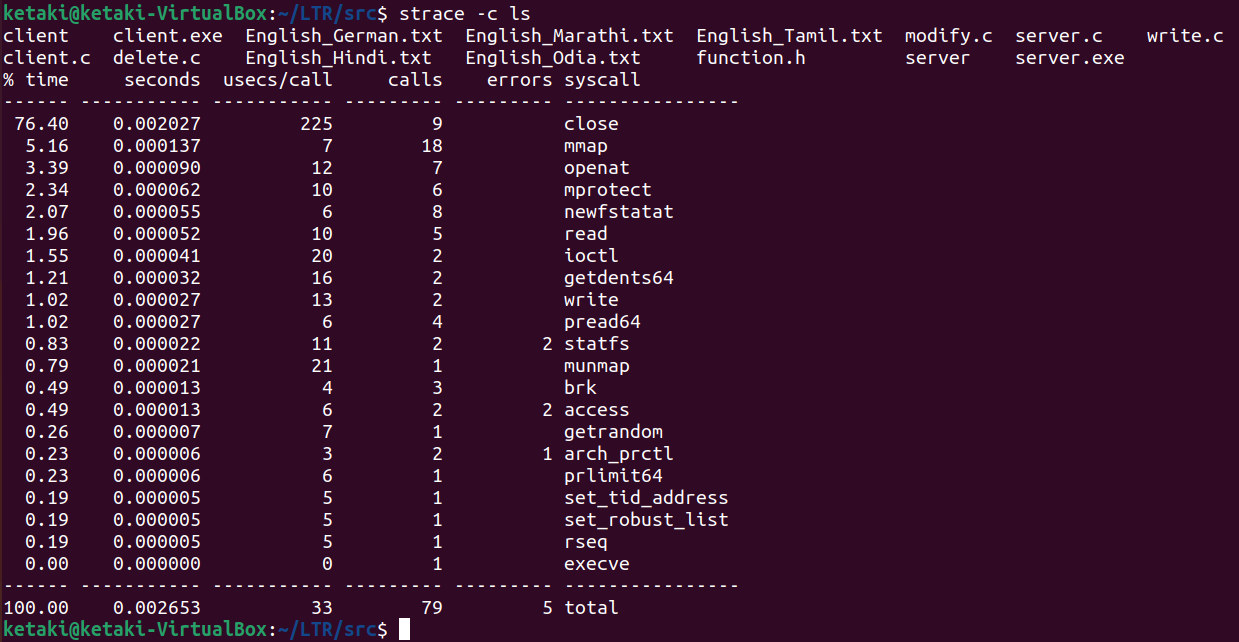 ketaki@ketaki-VirtualBox:~/LTR/src$ strace -c ls
client    client.exe  English_German.txt  English_Marathi.txt  English_Tamil.txt  modify.c  server.c    write.c
client.c  delete.c    English_Hindi.txt   English_Odia.txt     function.h         server    server.exe
% time     seconds  usecs/call     calls    errors syscall
------ ----------- ----------- --------- --------- ----------------
 76.40    0.002027         225         9           close
  5.16    0.000137           7        18           mmap
  3.39    0.000090          12         7           openat
  2.34    0.000062          10         6           mprotect
  2.07    0.000055           6         8           newfstatat
  1.96    0.000052          10         5           read
  1.55    0.000041          20         2           ioctl
  1.21    0.000032          16         2           getdents64
  1.02    0.000027          13         2           write
  1.02    0.000027           6         4           pread64
  0.83    0.000022          11         2         2 statfs
  0.79    0.000021          21         1           munmap
  0.49    0.000013           4         3           brk
  0.49    0.000013           6         2         2 access
  0.26    0.000007           7         1           getrandom
  0.23    0.000006           3         2         1 arch_prctl
  0.23    0.000006           6         1           prlimit64
  0.19    0.000005           5         1           set_tid_address
  0.19    0.000005           5         1           set_robust_list
  0.19    0.000005           5         1           rseq
  0.00    0.000000           0         1           execve
------ ----------- ----------- --------- --------- ----------------
100.00    0.002653          33        79         5 total
ketaki@ketaki-VirtualBox:~/LTR/src$